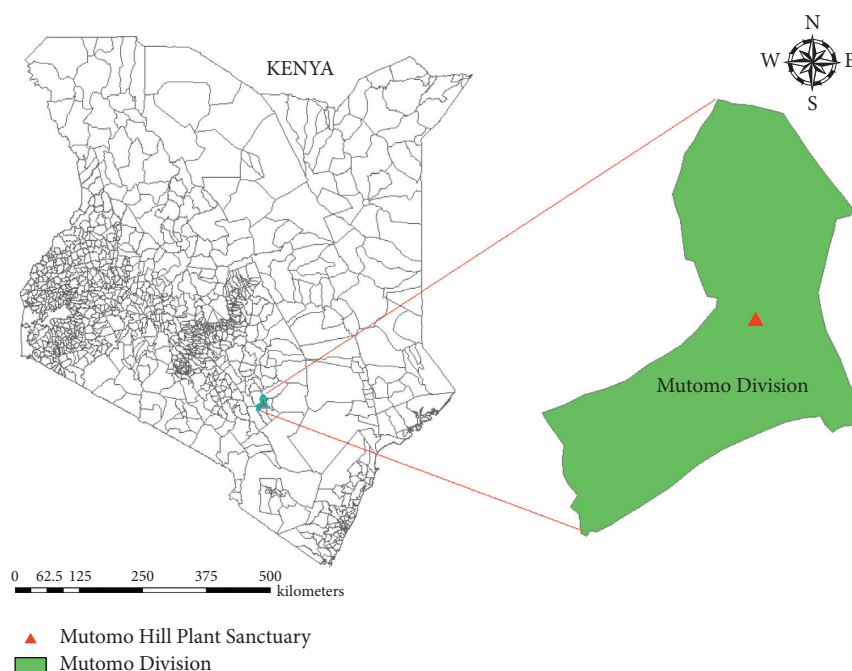 KENYA
N
W E
S
Mutomo Division
0 62.5 125 250 375 500
kilometers
Mutomo Hill Plant Sanctuary
Mutomo Division